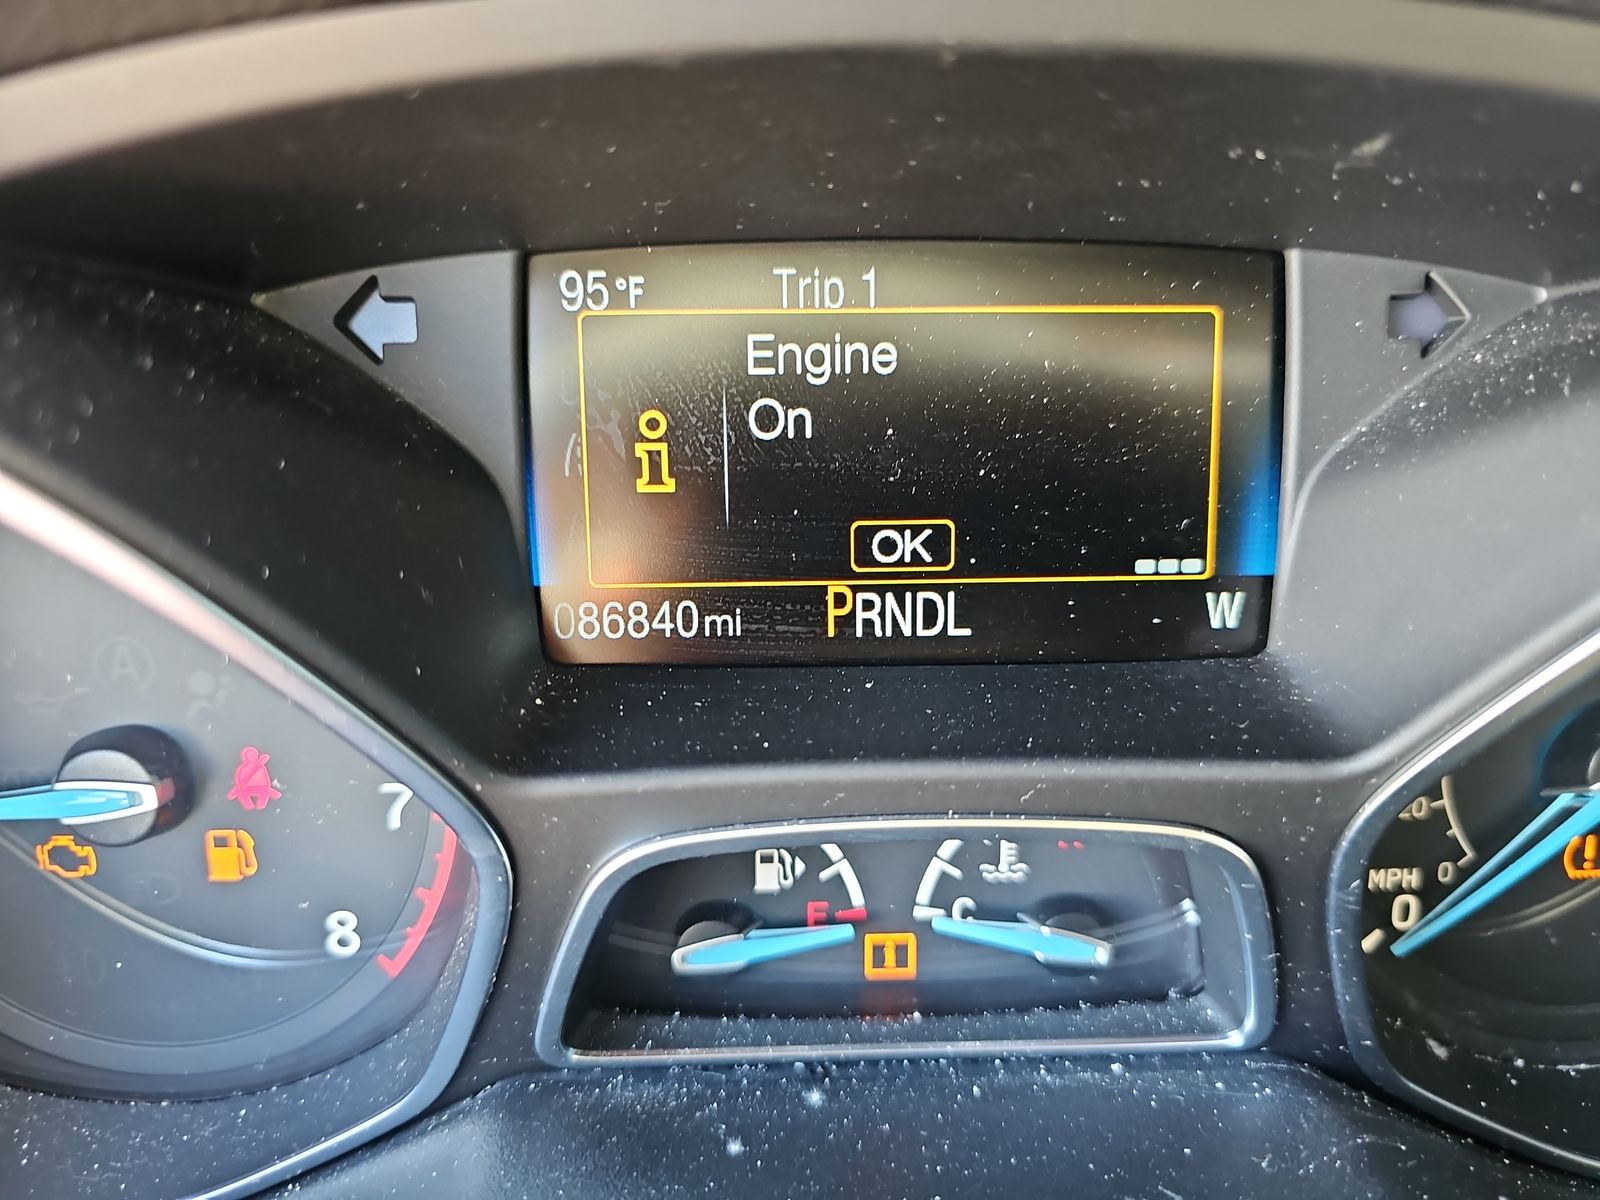 95°F Trip 1
Engine
On
OK
086840mi PRNDL W
7
8
E
C
20
0
MPH
0